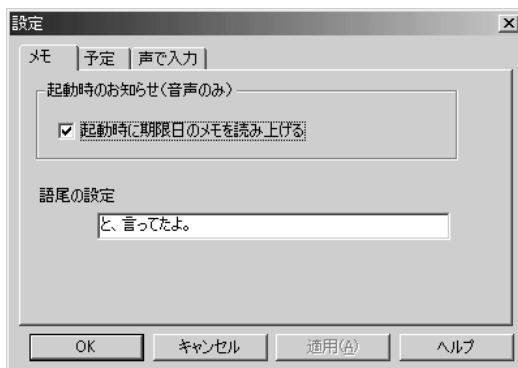 設定
メモ 予定 声で入力
起動時のお知らせ(音声のみ)
起動時に期限日のメモを読み上げる
語尾の設定
と、言ってたよ。
OK キャンセル 適用(A) ヘルプ